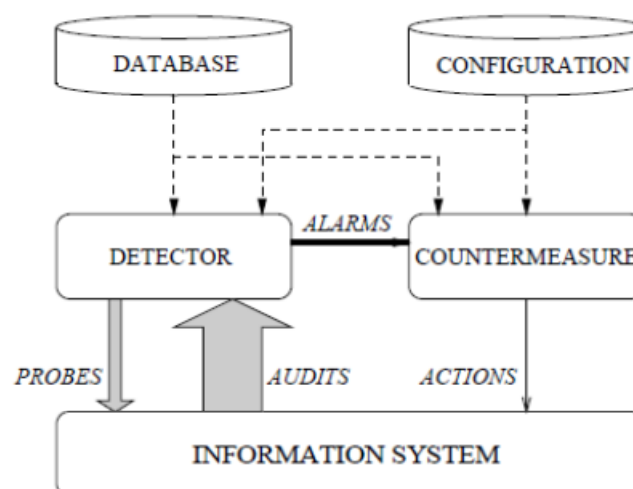 DATABASE
CONFIGURATION
ALARMS
DETECTOR
COUNTERMEASURE
PROBES
AUDITS
ACTIONS
INFORMATION SYSTEM